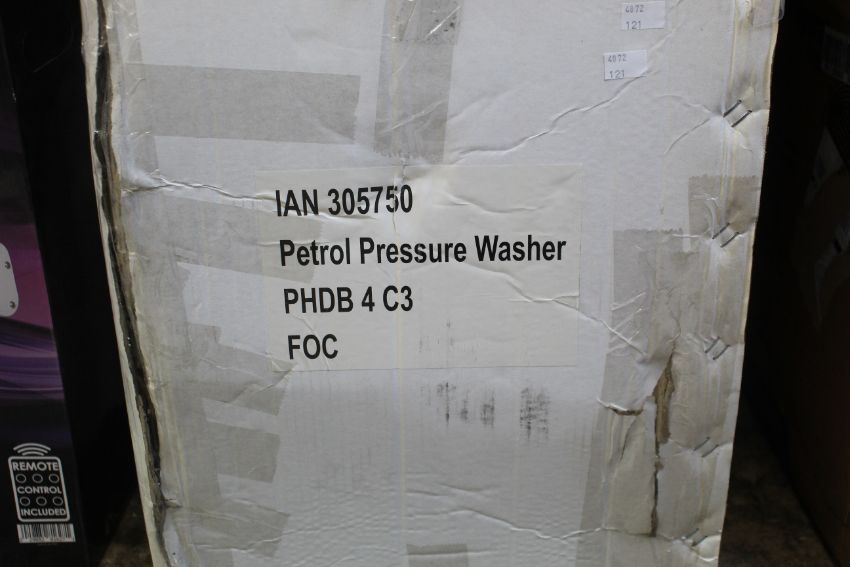 4072
121
4072
121
IAN 305750
Petrol Pressure Washer
PHDB 4 C3
FOC
REMOTE
CONTROL
INCLUDED